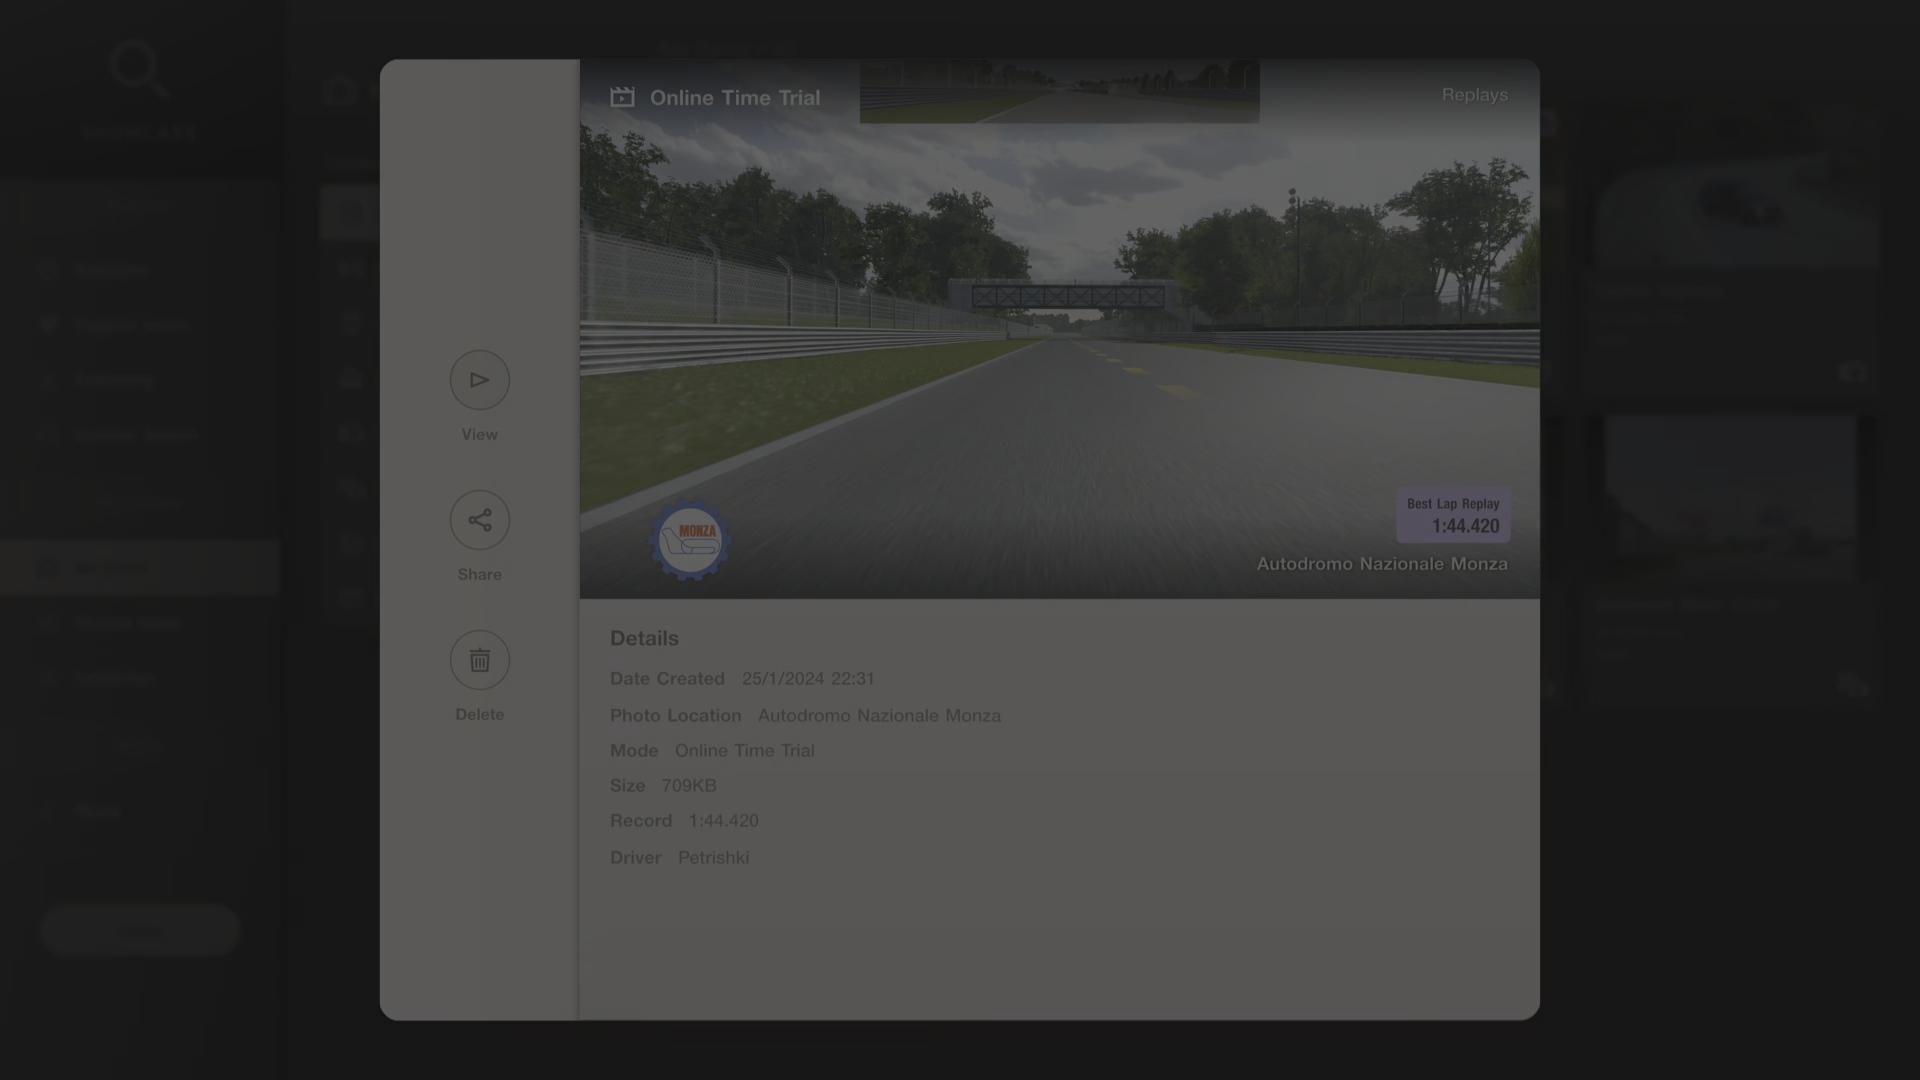 SHOWCASE
Online Time Trial
Replays
MONZA
Best Lap Replay
1:44.420
Autodromo Nazionale Monza
View
Share
Delete
Details
Date Created 25/1/2024 22:31
Photo Location Autodromo Nazionale Monza
Mode Online Time Trial
Size 709KB
Record 1:44.420
Driver Petrishki